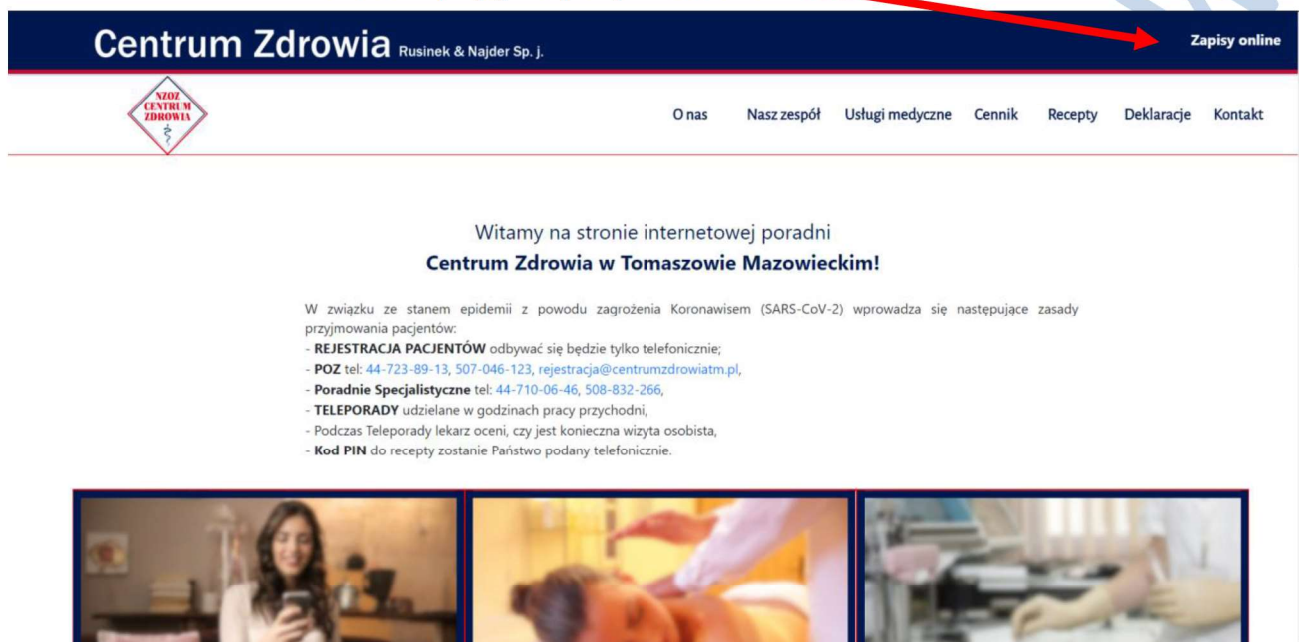 Centrum Zdrowia Rusinek & Najder Sp. j.
Zapisy online
NZOZ
CENTRUM
ZDROWIA
O nas Nasz zespół Usługi medyczne Cennik Recepty Deklaracje Kontakt
Witamy na stronie internetowej poradni
Centrum Zdrowia w Tomaszowie Mazowieckim!
W związku ze stanem epidemii z powodu zagrożenia Koronawisem (SARS-CoV-2) wprowadza się następujące zasady
przyjmowania pacjentów:
- REJESTRACJA PACJENTÓW odbywać się będzie tylko telefonicznie;
- POZ tel: 44-723-89-13, 507-046-123, rejestracja@centrumzdrowiatm.pl,
- Poradnie Specjalistyczne tel: 44-710-06-46, 508-832-266,
- TELEPORADY udzielane w godzinach pracy przychodni,
- Podczas Teleporady lekarz oceni, czy jest konieczna wizyta osobista,
- Kod PIN do recepty zostanie Państwo podany telefonicznie.